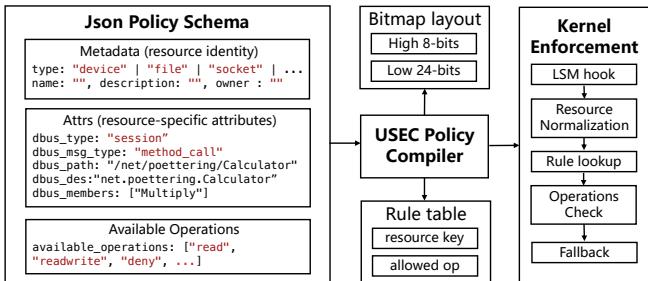 Json Policy Schema
Metadata (resource identity)
type: "device" | "file" | "socket" | ...
name: "", description: "", owner : ""
Attrs (resource-specific attributes)
dbus_type: "session”
dbus_msg_type: "method_call"
dbus_path: "/net/poettering/Calculator"
dbus_des:"net.poettering.Calculator”
dbus_members: ["Multiply"]
Available Operations
available_operations: ["read",
"readwrite", "deny", ...]
Bitmap layout
High 8-bits
Low 24-bits
USEC Policy
Compiler
Rule table
resource key
allowed op
Kernel
Enforcement
LSM hook
Resource
Normalization
Rule lookup
Operations
Check
Fallback